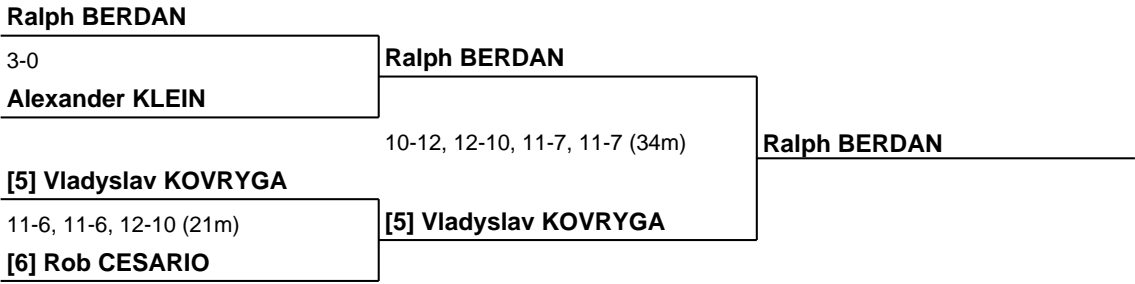 Ralph BERDAN
3-0
Ralph BERDAN
Alexander KLEIN
10-12, 12-10, 11-7, 11-7 (34m)
Ralph BERDAN
[5] Vladyslav KOVRYGA
11-6, 11-6, 12-10 (21m)
[5] Vladyslav KOVRYGA
[6] Rob CESARIO